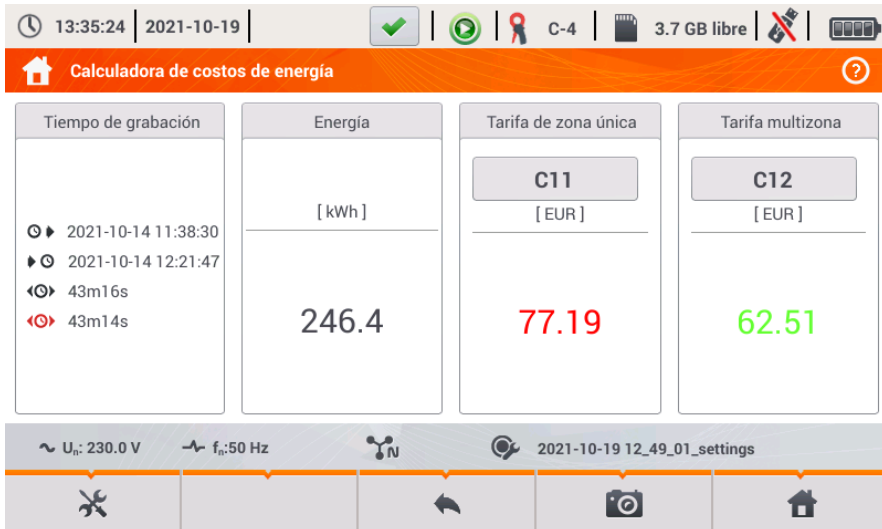 13:35:24 2021-10-19 C-4 3.7 GB libre
Calculadora de costos de energía ?
Tiempo de grabación
2021-10-14 11:38:30
2021-10-14 12:21:47
43m16s
43m14s
Energía
[ kWh ]
246.4
Tarifa de zona única
C11
[ EUR ]
77.19
Tarifa multizona
C12
[ EUR ]
62.51
Uₙ: 230.0 V fₙ:50 Hz N 2021-10-19 12_49_01_settings